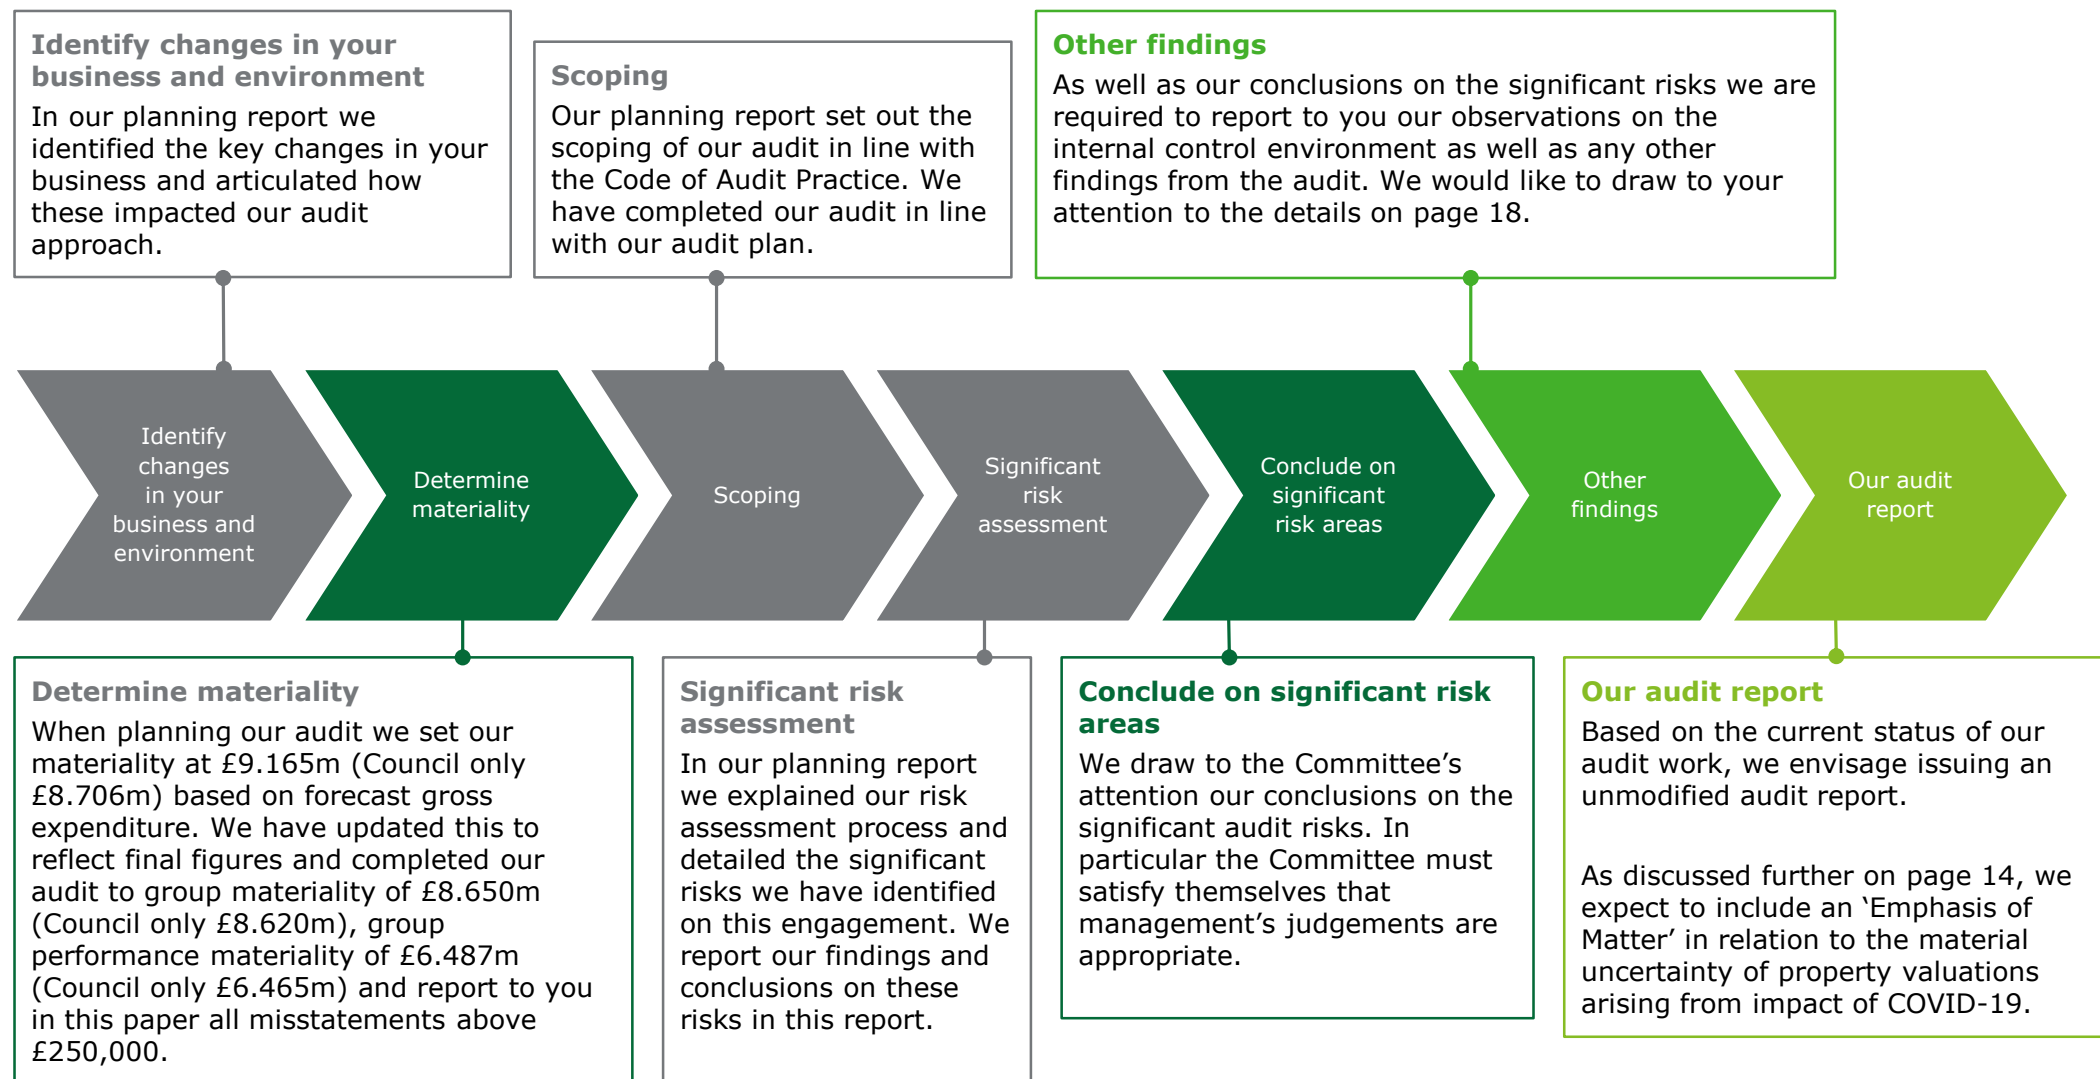 Identify changes in your
business and environment
In our planning report we
identified the key changes in your
business and articulated how
these impacted our audit
approach.
Scoping
Our planning report set out the
scoping of our audit in line with
the Code of Audit Practice. We
have completed our audit in line
with our audit plan.
Other findings
As well as our conclusions on the significant risks we are
required to report to you our observations on the
internal control environment as well as any other
findings from the audit. We would like to draw to your
attention to the details on page 18.
Identify
changes
in your
business and
environment
Determine
materiality
Scoping
Significant
risk
assessment
Conclude on
significant
risk areas
Other
findings
Our audit
report
Determine materiality
When planning our audit we set our
materiality at £9.165m (Council only
£8.706m) based on forecast gross
expenditure. We have updated this to
reflect final figures and completed our
audit to group materiality of £8.650m
(Council only £8.620m), group
performance materiality of £6.487m
(Council only £6.465m) and report to you
in this paper all misstatements above
£250,000.
Significant risk
assessment
In our planning report
we explained our risk
assessment process and
detailed the significant
risks we have identified
on this engagement. We
report our findings and
conclusions on these
risks in this report.
Conclude on significant risk
areas
We draw to the Committee’s
attention our conclusions on the
significant audit risks. In
particular the Committee must
satisfy themselves that
management’s judgements are
appropriate.
Our audit report
Based on the current status of our
audit work, we envisage issuing an
unmodified audit report.
As discussed further on page 14, we
expect to include an ‘Emphasis of
Matter’ in relation to the material
uncertainty of property valuations
arising from impact of COVID-19.